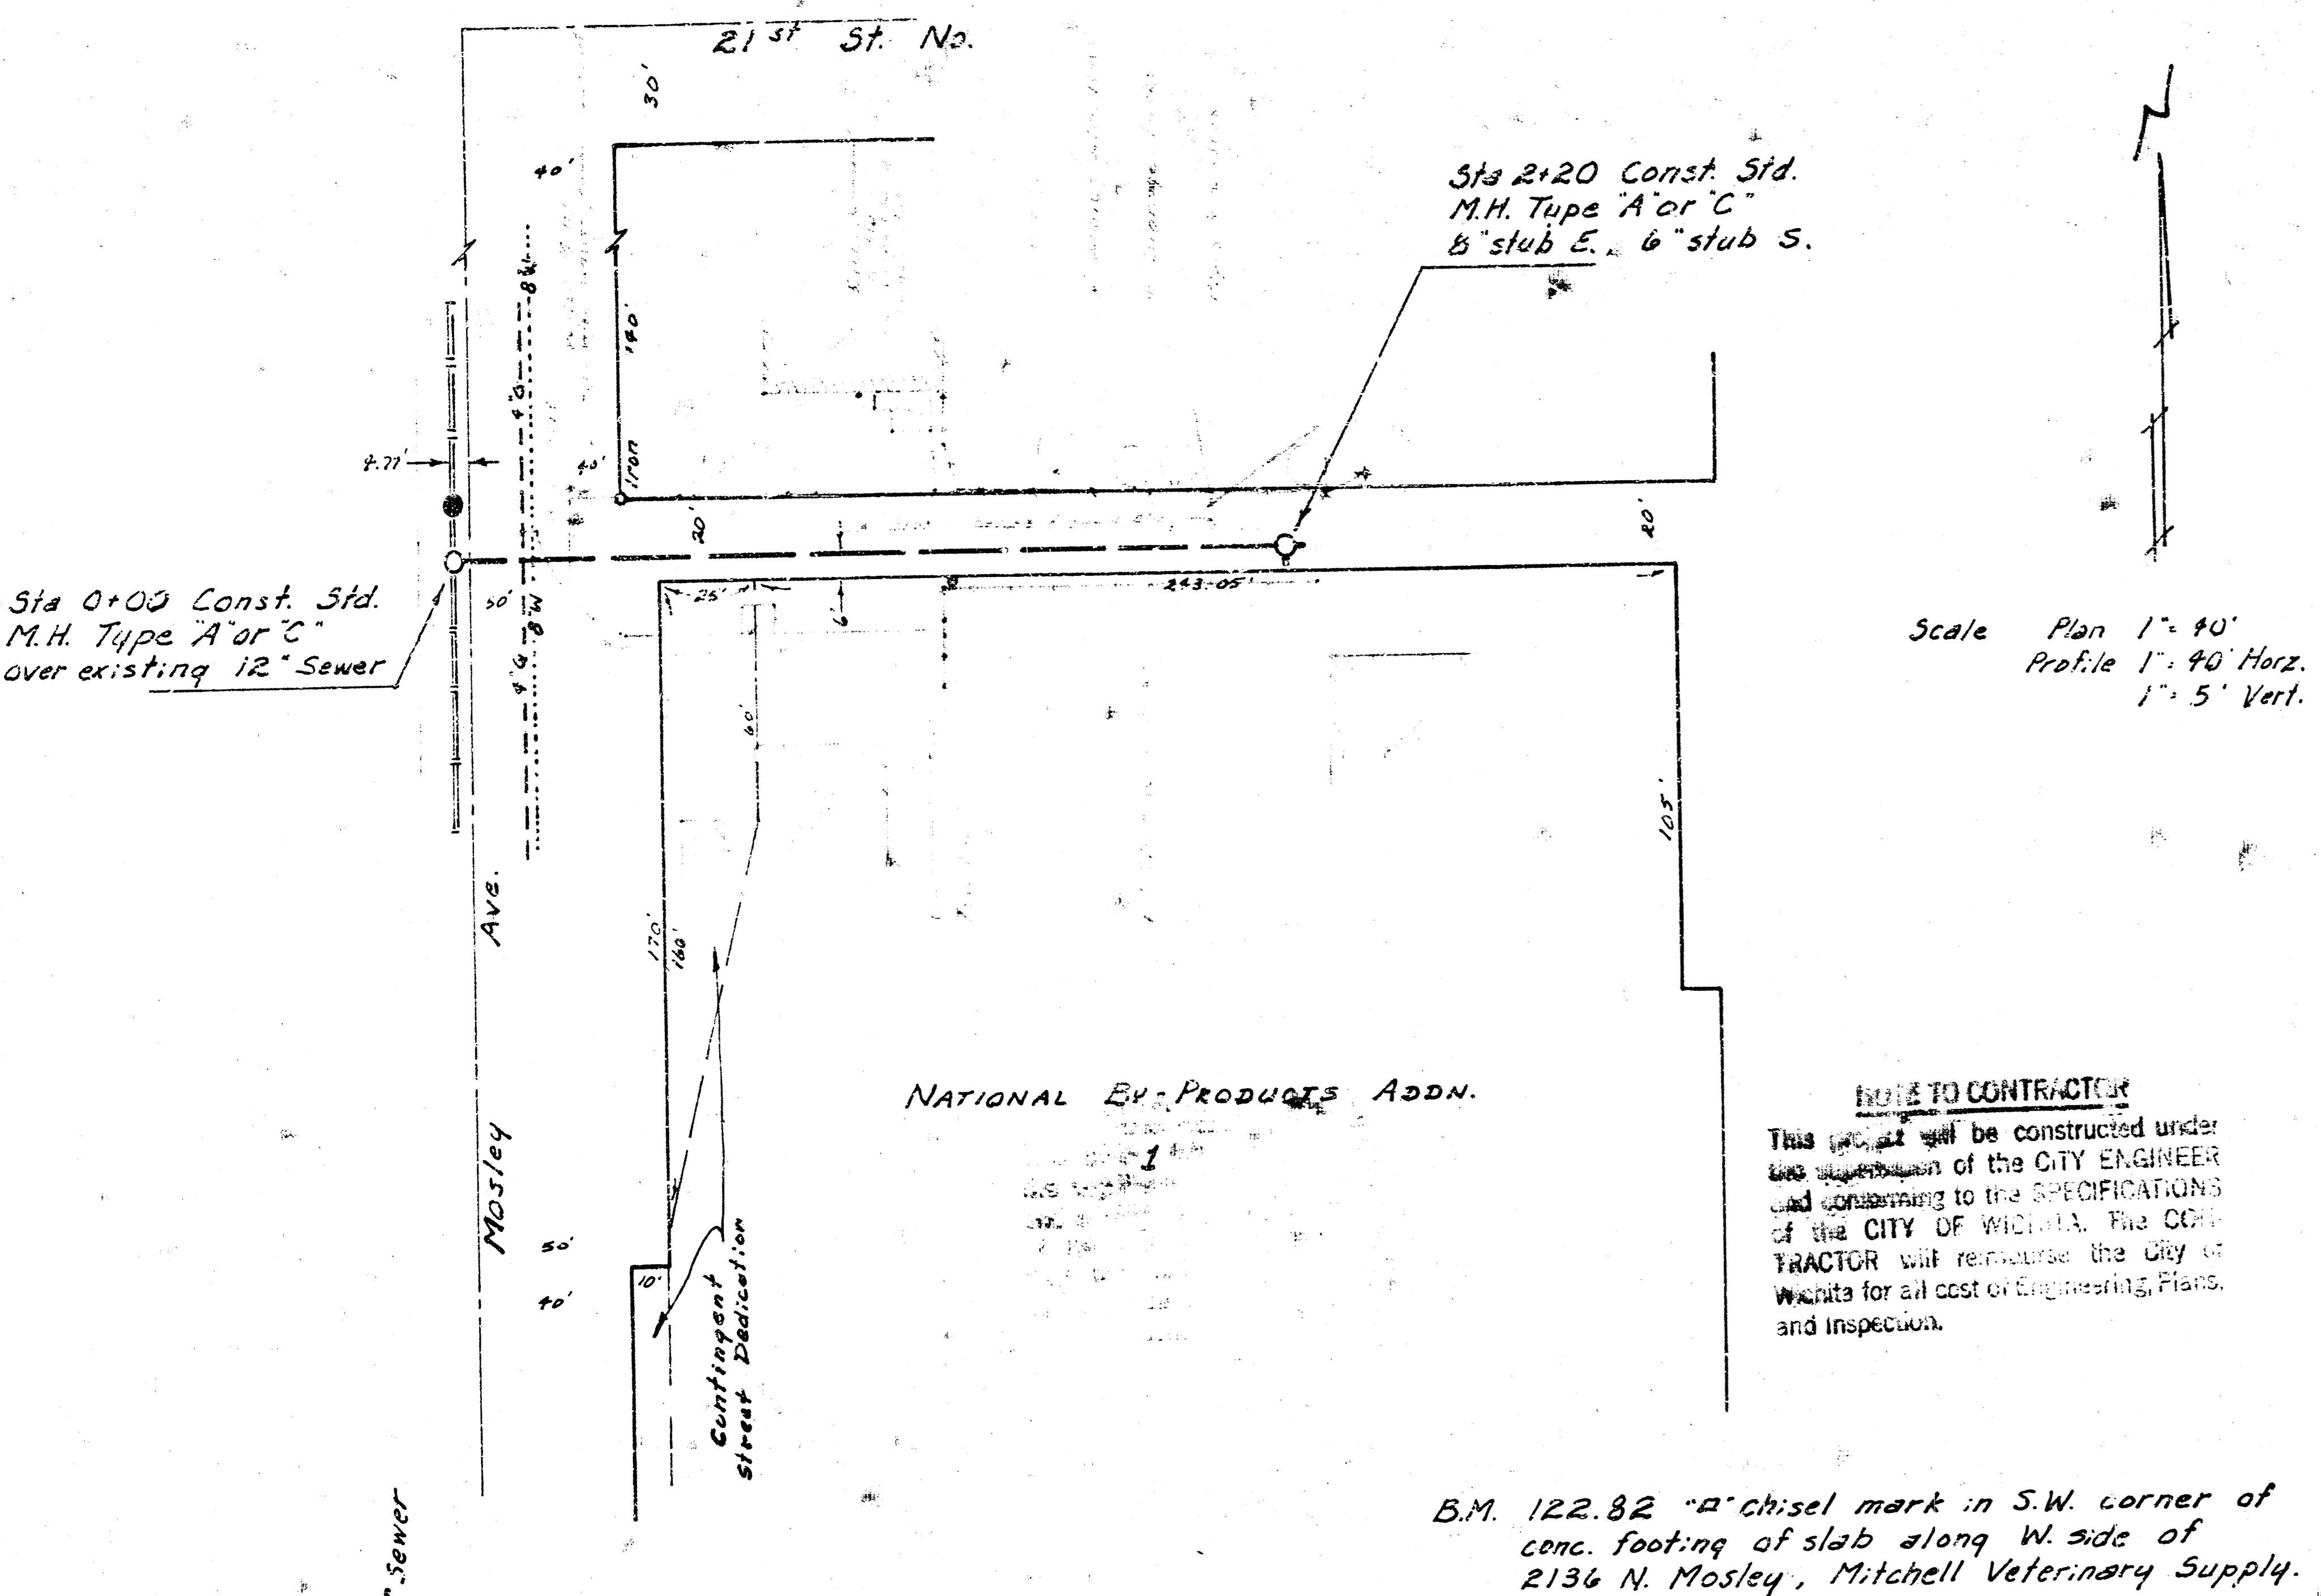 21st St. No.
30'
40'
Sta 2+20 Const. Std.
M.H. Type "A" or "C"
8" stub E., 6" stub S.
8"W
140'
4"G
4.77'
40'
iron
20'
20'
Sta 0+00 Const. Std.
M.H. Type "A" or "C"
over existing 12" Sewer
50'
8"W
4"G
25'
6'
243.05'
Scale Plan 1"= 40'
Profile 1"= 40' Horz.
1"= 5' Vert.
60'
105'
170'
160'
Mosley Ave.
NATIONAL BY-PRODUCTS ADDN.
1
NOTE TO CONTRACTOR
This project will be constructed under
the supervision of the CITY ENGINEER
and conforming to the SPECIFICATIONS
of the CITY OF WICHITA. The CON-
TRACTOR will reimburse the City of
Wichita for all cost of Engineering, Plans,
and Inspection.
50'
10'
40'
Contingent
Street Dedication
" Sewer
B.M. 122.82 "□" chisel mark in S.W. corner of
conc. footing of slab along W. side of
2136 N. Mosley, Mitchell Veterinary Supply.